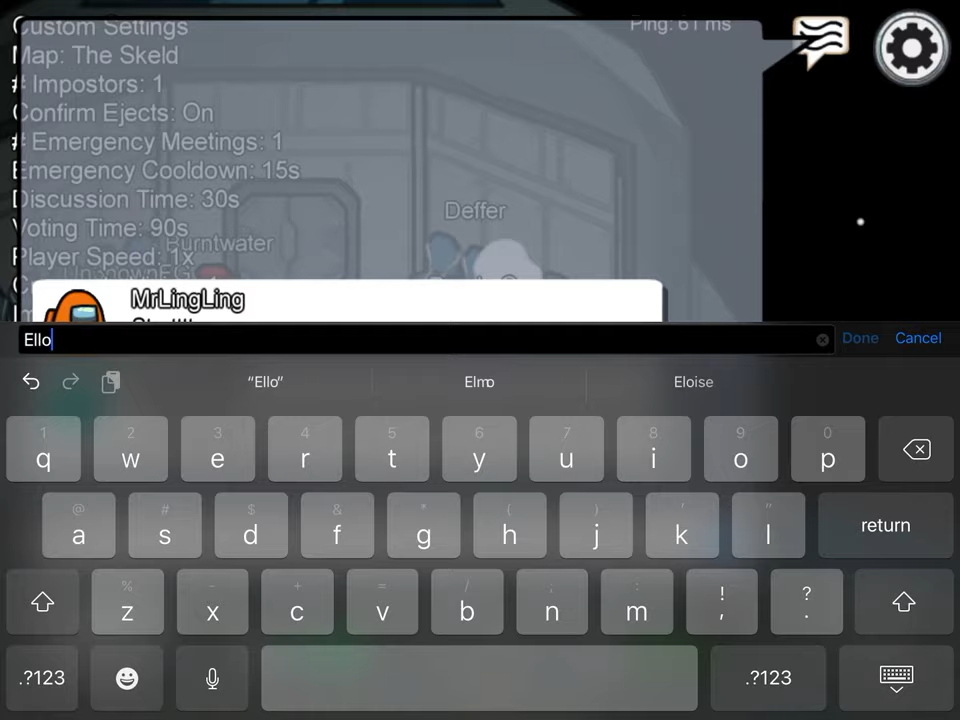 Custom Settings
Ping: 61 ms
Map: The Skeld
# Impostors: 1
Confirm Ejects: On
# Emergency Meetings: 1
Emergency Cooldown: 15s
Discussion Time: 30s
Deffer
Voting Time: 90s
Burntwater
Player Speed: 1x
MrLingLing
Ello
Done
Cancel
“Ello”
Elmo
Eloise
1 2 3 4 5 6 7 8 9 0
q w e r t y u i o p
@ # $ & * ( ) ' "
a s d f g h j k l return
% - + = / ; : ! ?
z x c v b n m , .
.?123 .?123